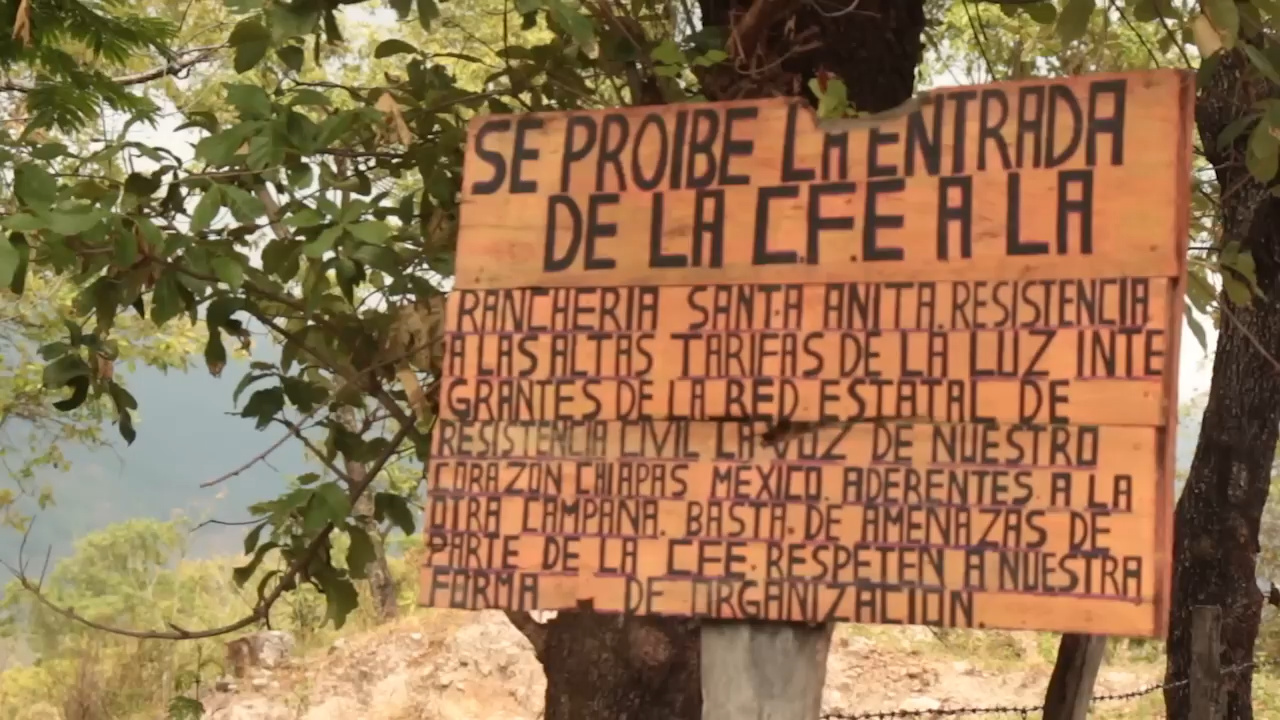 SE PROIBE LA ENTRADA
DE LA C.F.E A LA
RANCHERIA SANTA ANITA. RESISTENCIA
A LAS ALTAS TARIFAS DE LA LUZ INTE
GRANTES DE LA RED ESTATAL DE
RESISTENCIA CIVIL LA VOZ DE NUESTRO
CORAZON CHIAPAS MEXICO. ADERENTES A LA
OTRA CAMPANA. BASTA. DE AMENAZAS DE
PARTE DE LA CFE. RESPETEN A NUESTRA
FORMA DE ORGANIZACION.